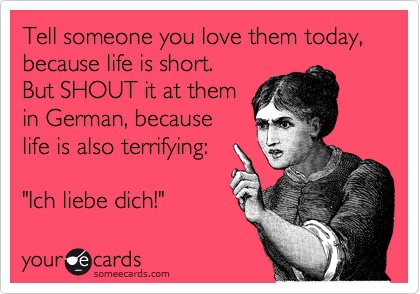 Tell someone you love them today,
because life is short.
But SHOUT it at them
in German, because
life is also terrifying:
"Ich liebe dich!"
your e cards
someecards.com